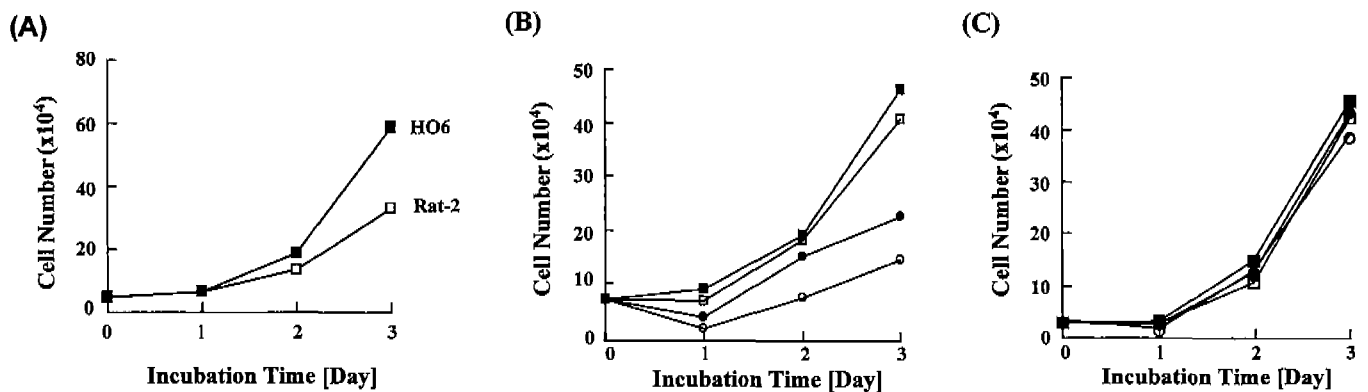 (A)
Cell Number (x10⁴)
80
60
40
20
0
0 1 2 3
Incubation Time [Day]
HO6
Rat-2
(B)
Cell Number (x10⁴)
50
40
30
20
10
0
0 1 2 3
Incubation Time [Day]
(C)
Cell Number (x10⁴)
50
40
30
20
10
0
0 1 2 3
Incubation Time [Day]